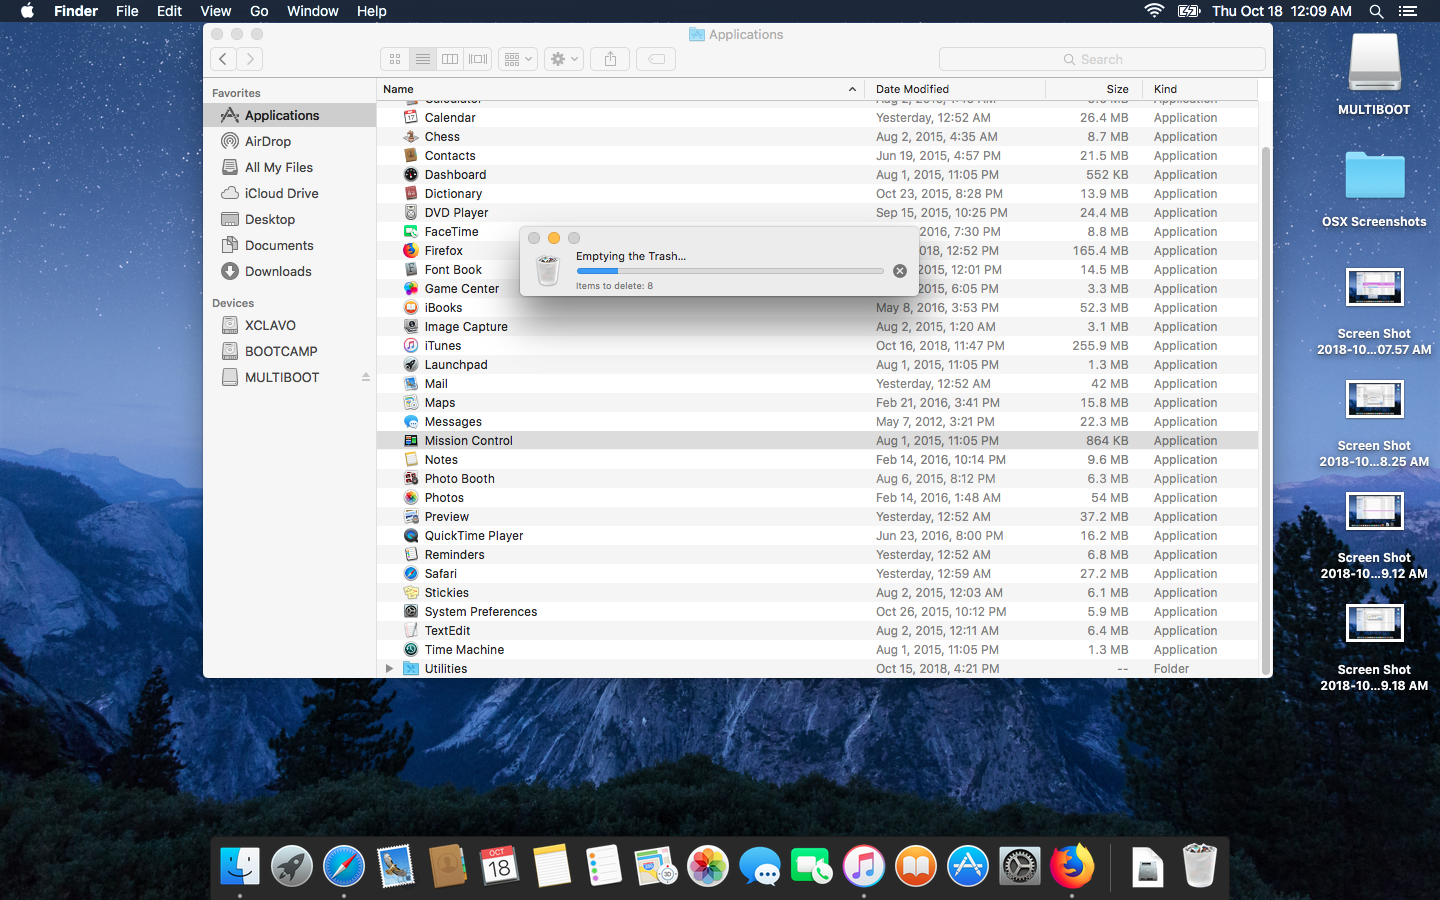 Finder File Edit View Go Window Help Thu Oct 18 12:09 AM
Applications
Search
Favorites
Applications
AirDrop
All My Files
iCloud Drive
Desktop
Documents
Downloads
Devices
XCLAVO
BOOTCAMP
MULTIBOOT
Name Date Modified Size Kind
Calendar Yesterday, 12:52 AM 26.4 MB Application
Chess Aug 2, 2015, 4:35 AM 8.7 MB Application
Contacts Jun 19, 2015, 4:57 PM 21.5 MB Application
Dashboard Aug 1, 2015, 11:05 PM 552 KB Application
Dictionary Oct 23, 2015, 8:28 PM 13.9 MB Application
DVD Player Sep 15, 2015, 10:25 PM 24.4 MB Application
FaceTime 2016, 7:30 PM 8.8 MB Application
Firefox 018, 12:52 PM 165.4 MB Application
Font Book 2015, 12:01 PM 14.5 MB Application
Game Center 2015, 6:05 PM 3.3 MB Application
iBooks May 8, 2016, 3:53 PM 52.3 MB Application
Image Capture Aug 2, 2015, 1:20 AM 3.1 MB Application
iTunes Oct 16, 2018, 11:47 PM 255.9 MB Application
Launchpad Aug 1, 2015, 11:05 PM 1.3 MB Application
Mail Yesterday, 12:52 AM 42 MB Application
Maps Feb 21, 2016, 3:41 PM 15.8 MB Application
Messages May 7, 2012, 3:21 PM 22.3 MB Application
Mission Control Aug 1, 2015, 11:05 PM 864 KB Application
Notes Feb 14, 2016, 10:14 PM 9.6 MB Application
Photo Booth Aug 6, 2015, 8:12 PM 6.3 MB Application
Photos Feb 14, 2016, 1:48 AM 54 MB Application
Preview Yesterday, 12:52 AM 37.2 MB Application
QuickTime Player Jun 23, 2016, 8:00 PM 16.2 MB Application
Reminders Yesterday, 12:52 AM 6.8 MB Application
Safari Yesterday, 12:59 AM 27.2 MB Application
Stickies Aug 2, 2015, 12:03 AM 6.1 MB Application
System Preferences Oct 26, 2015, 10:12 PM 5.9 MB Application
TextEdit Aug 2, 2015, 12:11 AM 6.4 MB Application
Time Machine Aug 1, 2015, 11:05 PM 1.3 MB Application
Utilities Oct 15, 2018, 4:21 PM -- Folder
Emptying the Trash...
Items to delete: 8
MULTIBOOT
OSX Screenshots
Screen Shot
2018-10...07.57 AM
Screen Shot
2018-10...8.25 AM
Screen Shot
2018-10...9.12 AM
Screen Shot
2018-10...9.18 AM
OCT
18